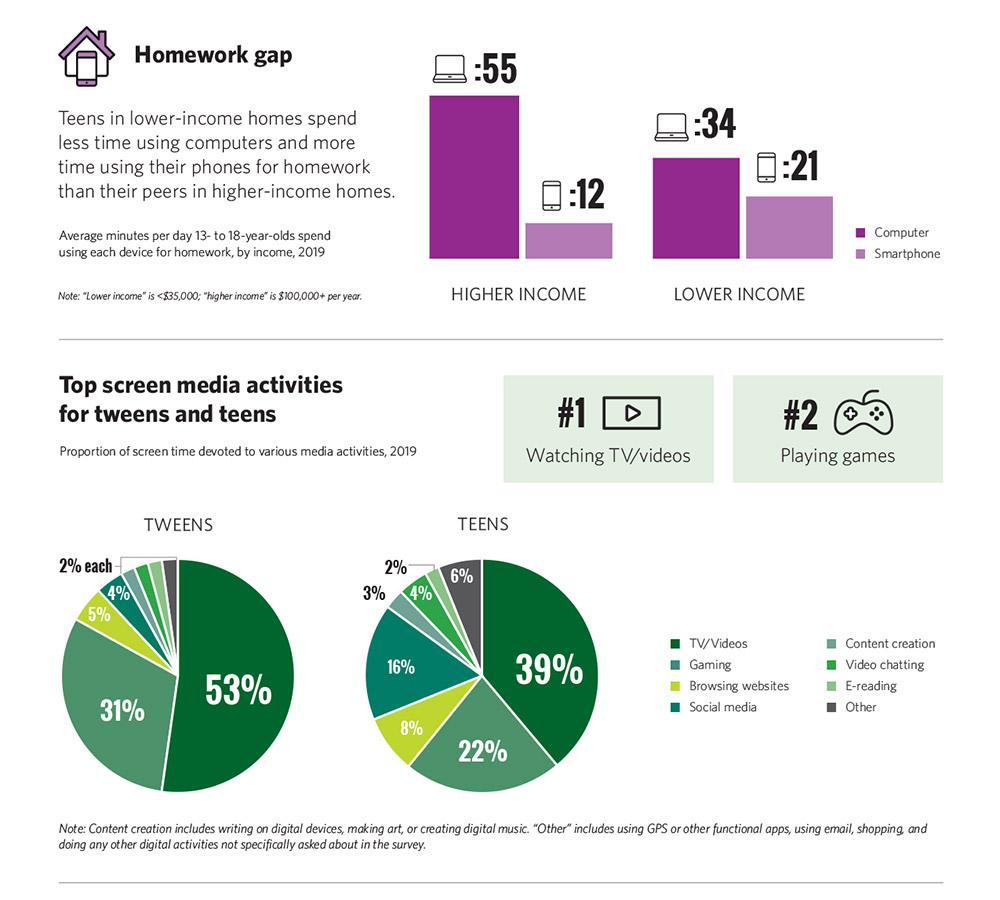 Homework gap
Teens in lower-income homes spend
less time using computers and more
time using their phones for homework
than their peers in higher-income homes.
Average minutes per day 13- to 18-year-olds spend
using each device for homework, by income, 2019
Note: “Lower income” is <$35,000; “higher income” is $100,000+ per year.
:55
:12
HIGHER INCOME
:34
:21
LOWER INCOME
Computer
Smartphone
Top screen media activities
for tweens and teens
Proportion of screen time devoted to various media activities, 2019
#1
Watching TV/videos
#2
Playing games
TWEENS
2% each
4%
5%
31%
53%
TEENS
2%
6%
3%
4%
16%
8%
22%
39%
TV/Videos
Gaming
Browsing websites
Social media
Content creation
Video chatting
E-reading
Other
Note: Content creation includes writing on digital devices, making art, or creating digital music. “Other” includes using GPS or other functional apps, using email, shopping, and
doing any other digital activities not specifically asked about in the survey.